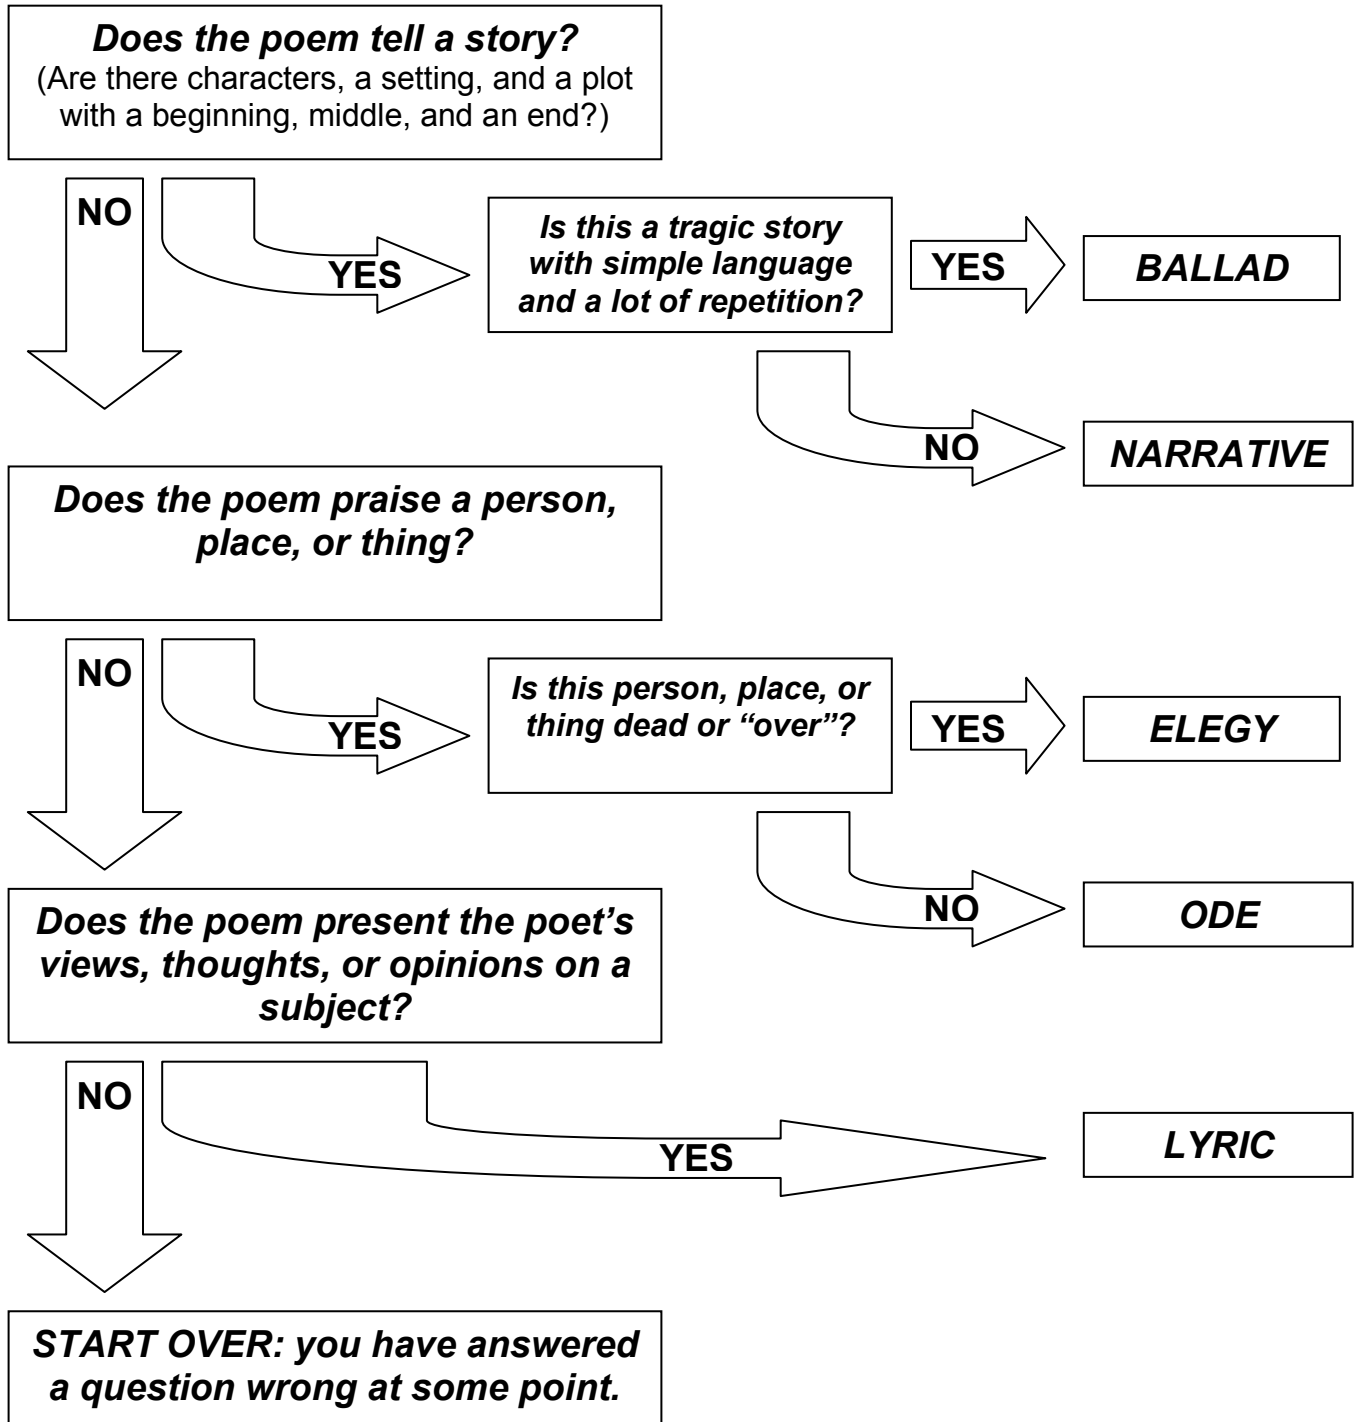 Does the poem tell a story?
(Are there characters, a setting, and a plot
with a beginning, middle, and an end?)
NO
YES
Is this a tragic story
with simple language
and a lot of repetition?
YES
BALLAD
NO
NARRATIVE
Does the poem praise a person,
place, or thing?
NO
YES
Is this person, place, or
thing dead or “over”?
YES
ELEGY
NO
ODE
Does the poem present the poet’s
views, thoughts, or opinions on a
subject?
NO
YES
LYRIC
START OVER: you have answered
a question wrong at some point.